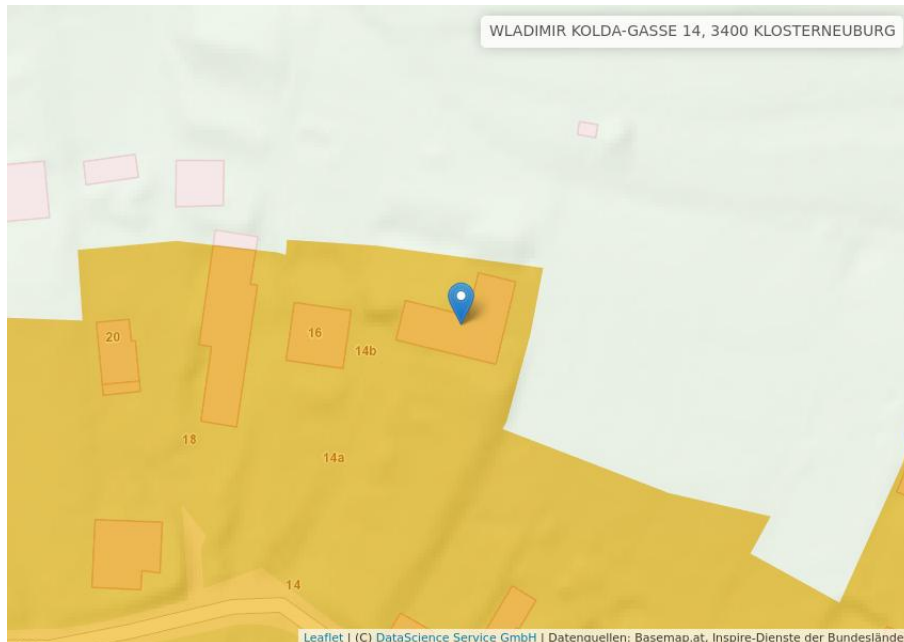 WLADIMIR KOLDA-GASSE 14, 3400 KLOSTERNEUBURG
20
16
14b
18
14a
14
Leaflet | (C) DataScience Service GmbH | Datenquellen: Basemap.at, Inspire-Dienste der Bundeslände